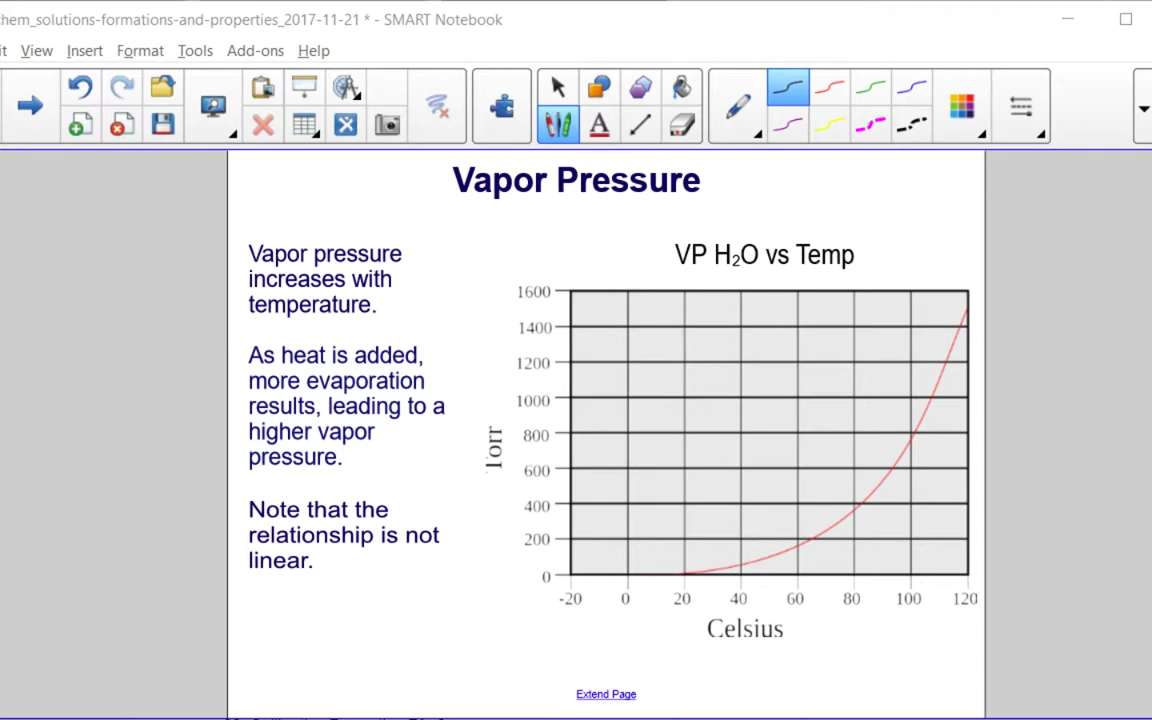 hem_solutions-formations-and-properties_2017-11-21 * - SMART Notebook
it View Insert Format Tools Add-ons Help
Vapor Pressure
Vapor pressure
increases with
temperature.
As heat is added,
more evaporation
results, leading to a
higher vapor
pressure.
Note that the
relationship is not
linear.
VP H₂O vs Temp
1600
1400
1200
1000
800
600
400
200
0
Torr
-20 0 20 40 60 80 100 120
Celsius
Extend Page